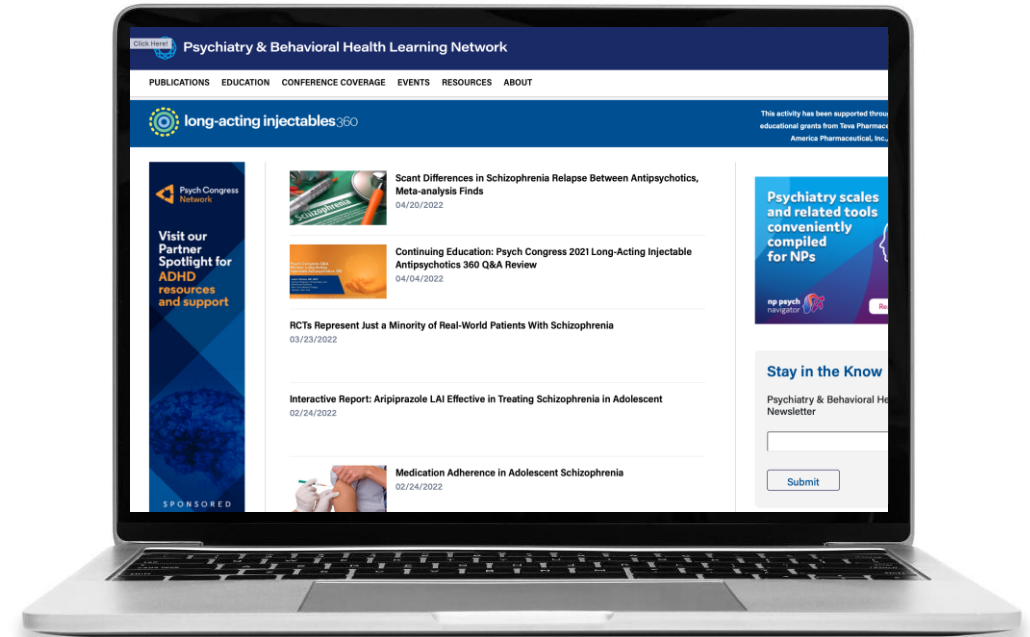 Click Here!
Psychiatry & Behavioral Health Learning Network
PUBLICATIONS EDUCATION CONFERENCE COVERAGE EVENTS RESOURCES ABOUT
long-acting injectables360
This activity has been supported
educational grants from Teva
America Pharmaceutical, Inc.,
Psych Congress
Network
Visit our
Partner
Spotlight for
ADHD
resources
and support
SPONSORED
Schizophrenia
Scant Differences in Schizophrenia Relapse Between Antipsychotics,
Meta-analysis Finds
04/20/2022
Continuing Education: Psych Congress 2021 Long-Acting Injectable
Antipsychotics 360 Q&A Review
04/04/2022
RCTs Represent Just a Minority of Real-World Patients With Schizophrenia
03/23/2022
Interactive Report: Aripiprazole LAI Effective in Treating Schizophrenia in Adolescent
02/24/2022
Medication Adherence in Adolescent Schizophrenia
02/24/2022
Psychiatry scales
and related tools
conveniently
compiled
for NPs
np psych
navigator
Stay in the Know
Psychiatry & Behavioral
Newsletter
Submit